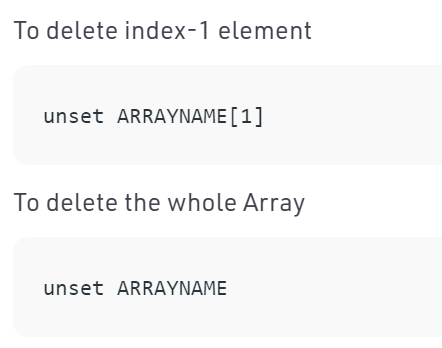 To delete index-1 element
unset ARRAYNAME[1]
To delete the whole Array
unset ARRAYNAME